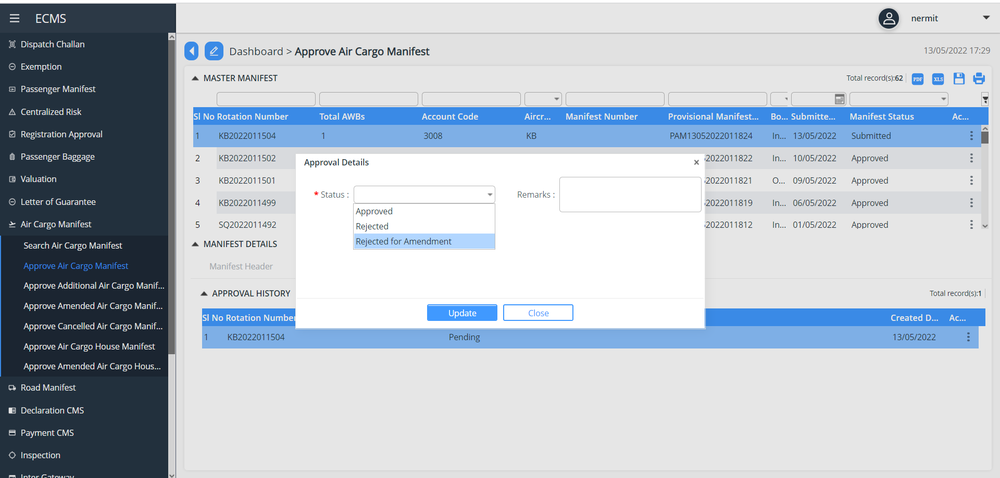 ECMS
nermit
Dispatch Challan
Exemption
Passenger Manifest
Centralized Risk
Registration Approval
Passenger Baggage
Valuation
Letter of Guarantee
Air Cargo Manifest
Search Air Cargo Manifest
Approve Air Cargo Manifest
Approve Additional Air Cargo Manif...
Approve Amended Air Cargo Manif...
Approve Cancelled Air Cargo Manif...
Approve Air Cargo House Manifest
Approve Amended Air Cargo Hous...
Road Manifest
Declaration CMS
Payment CMS
Inspection
Inter Gateway
Dashboard > Approve Air Cargo Manifest
13/05/2022 17:29
MASTER MANIFEST
Total record(s):62
PDF
XLS
Sl No Rotation Number Total AWBs Account Code Aircr... Manifest Number Provisional Manifest... Bo... Submitte... Manifest Status Ac...
1 KB2022011504 1 3008 KB PAM13052022011824 In... 13/05/2022 Submitted
2 KB2022011502 2022011822 In... 10/05/2022 Approved
3 KB2022011501 2022011821 O... 09/05/2022 Approved
4 KB2022011499 2022011819 In... 06/05/2022 Approved
5 SQ2022011492 2022011812 In... 01/05/2022 Approved
Approval Details
×
* Status :
Remarks :
Approved
Rejected
Rejected for Amendment
Update
Close
MANIFEST DETAILS
Manifest Header
APPROVAL HISTORY
Total record(s):1
Sl No Rotation Number Created D... Ac...
1 KB2022011504 Pending 13/05/2022